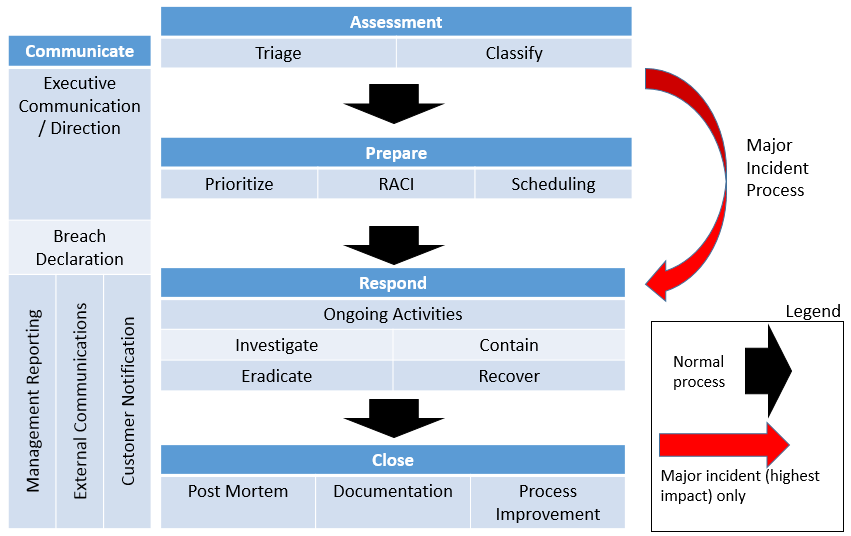 Communicate
Executive
Communication
/ Direction
Breach
Declaration
Management Reporting
External Communications
Customer Notification
Assessment
Triage
Classify
Prepare
Prioritize
RACI
Scheduling
Respond
Ongoing Activities
Investigate
Contain
Eradicate
Recover
Close
Post Mortem
Documentation
Process
Improvement
Major
Incident
Process
Legend
Normal
process
Major incident (highest
impact) only